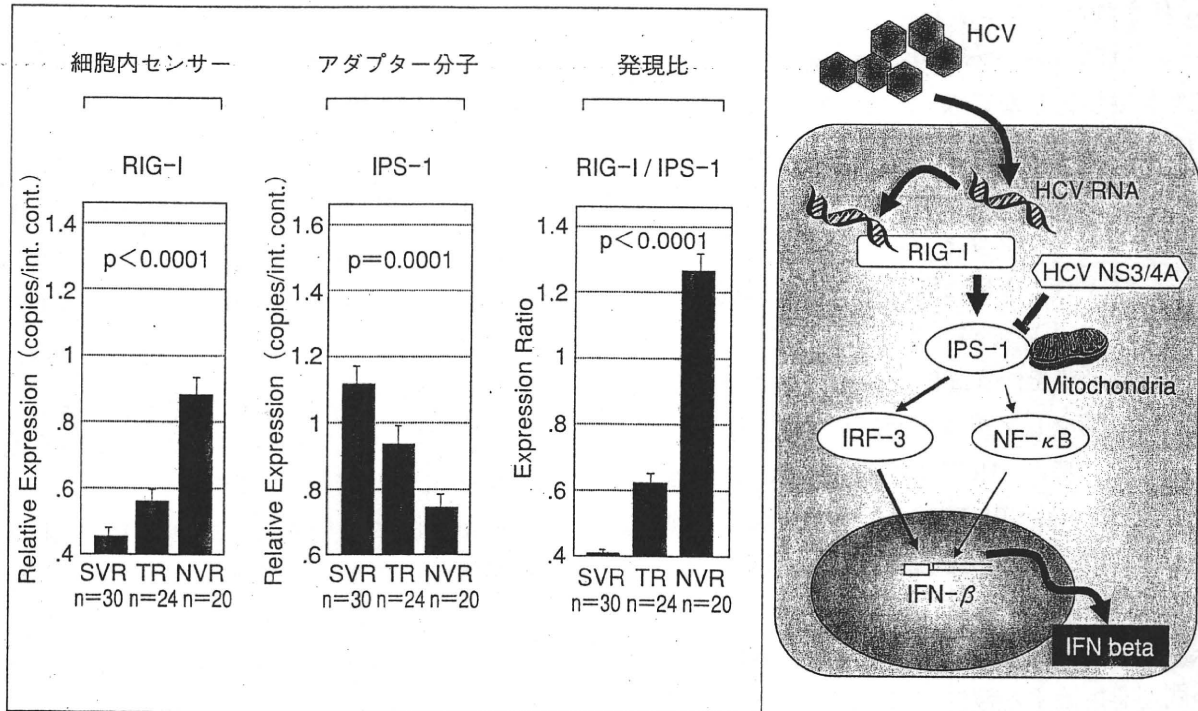 細胞内センサー
RIG-I
Relative Expression (copies/int. cont.)
1.4
1.2
1
.8
.6
.4
p<0.0001
SVR TR NVR
n=30 n=24 n=20
アダプター分子
IPS-1
Relative Expression (copies/int. cont.)
1.6
1.4
1.2
1
.8
.6
p=0.0001
SVR TR NVR
n=30 n=24 n=20
発現比
RIG-I / IPS-1
Expression Ratio
1.4
1.2
1
.8
.6
.4
p<0.0001
SVR TR NVR
n=30 n=24 n=20
HCV
HCV RNA
RIG-I
HCV NS3/4A
IPS-1
Mitochondria
IRF-3
NF-κB
IFN-β
IFN beta